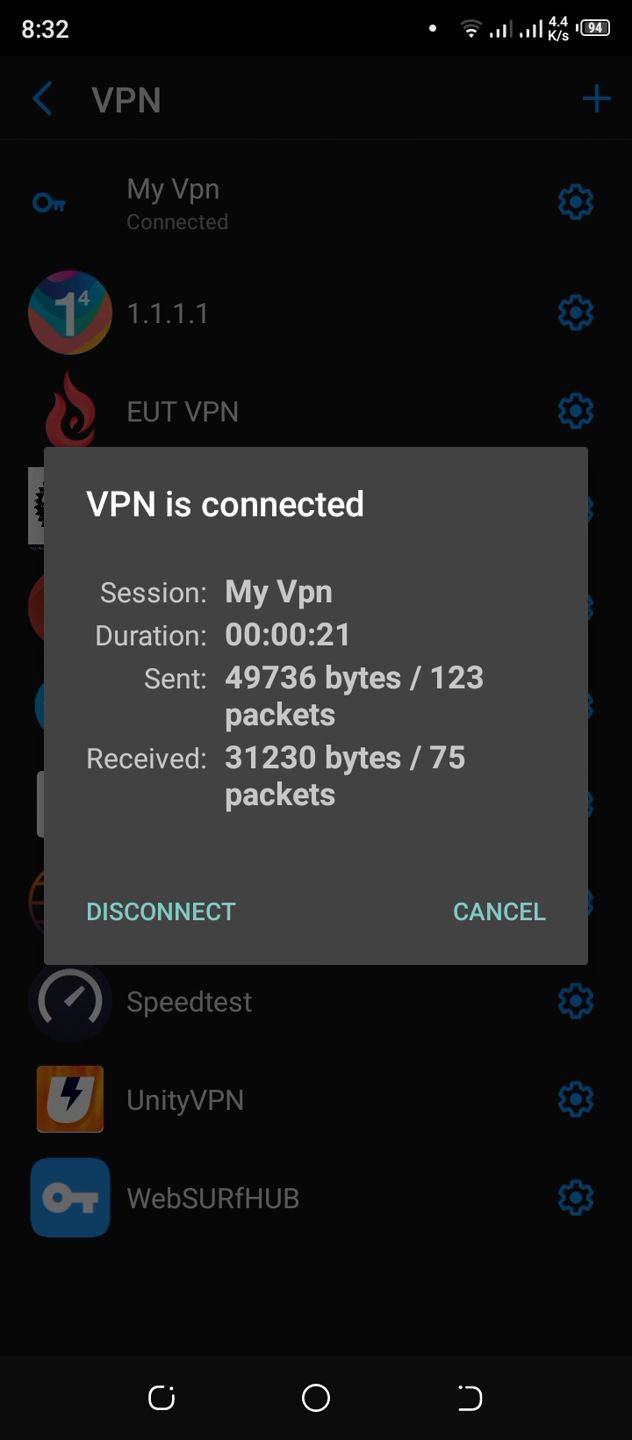 8:32
4.4
K/s
94
VPN
My Vpn
Connected
1 4
1.1.1.1
EUT VPN
VPN is connected
Session: My Vpn
Duration: 00:00:21
Sent: 49736 bytes / 123
packets
Received: 31230 bytes / 75
packets
DISCONNECT
CANCEL
Speedtest
UnityVPN
WebSURfHUB